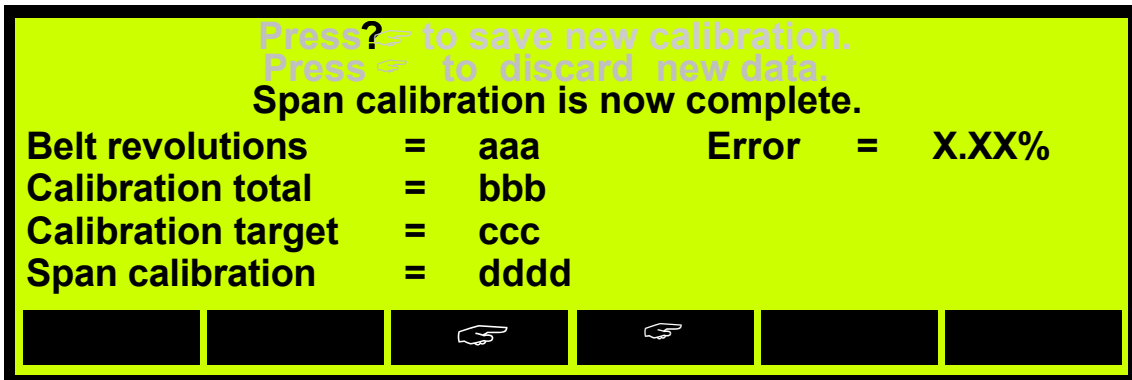 Press?☞ to save new calibration.
Press ☞ to discard new data.
Span calibration is now complete.
Belt revolutions = aaa Error = X.XX%
Calibration total = bbb
Calibration target = ccc
Span calibration = dddd
☞ ☞